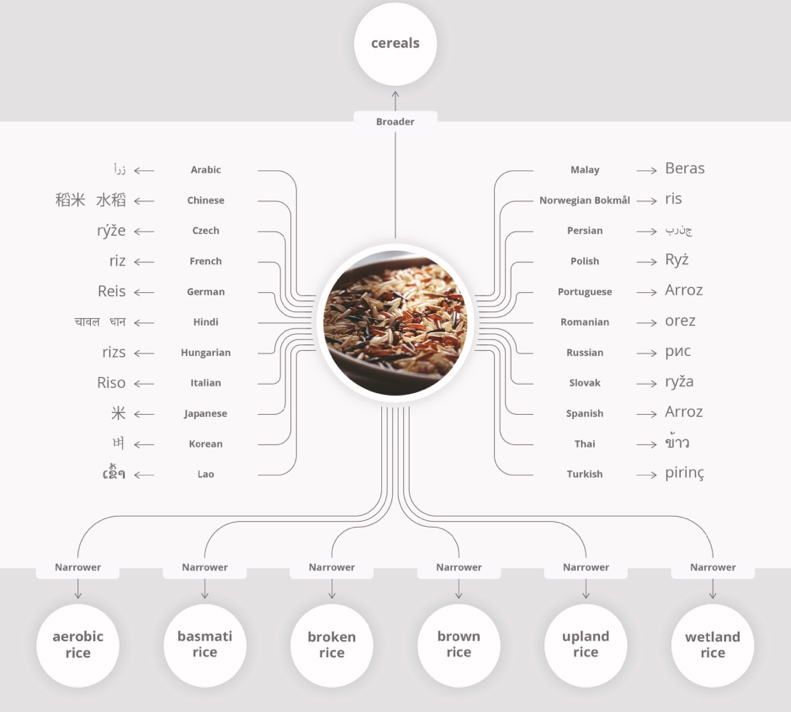 cereals
Broader
زرأ Arabic Malay Beras
稻米 水稻 Chinese Norwegian Bokmål ris
rýže Czech Persian
riz French Polish Ryż
Reis German Portuguese Arroz
चावल धान Hindi Romanian orez
rizs Hungarian Russian рис
Riso Italian Slovak ryža
米 Japanese Spanish Arroz
벼 Korean Thai ข้าว
ເຂົ້າ Lao Turkish pirinç
Narrower Narrower Narrower Narrower Narrower Narrower
aerobic basmati broken brown upland wetland
rice rice rice rice rice rice